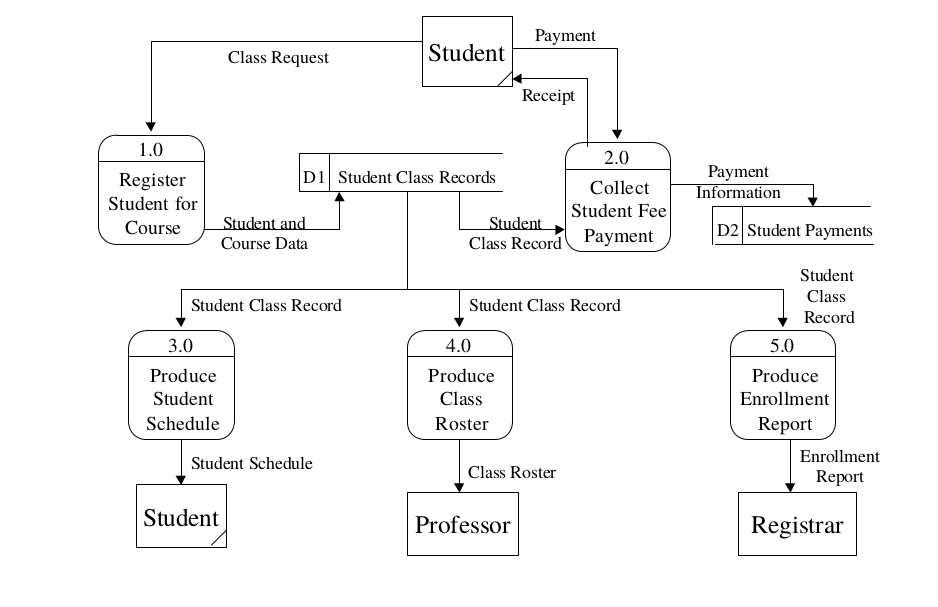 Payment
Class Request
Student
Receipt
1.0
Register
Student for
Course
D1 Student Class Records
2.0
Collect
Student Fee
Payment
Payment
Information
D2 Student Payments
Student and
Course Data
Student
Class Record
Student
Class
Record
Student Class Record
Student Class Record
3.0
Produce
Student
Schedule
4.0
Produce
Class
Roster
5.0
Produce
Enrollment
Report
Student Schedule
Class Roster
Enrollment
Report
Student
Professor
Registrar